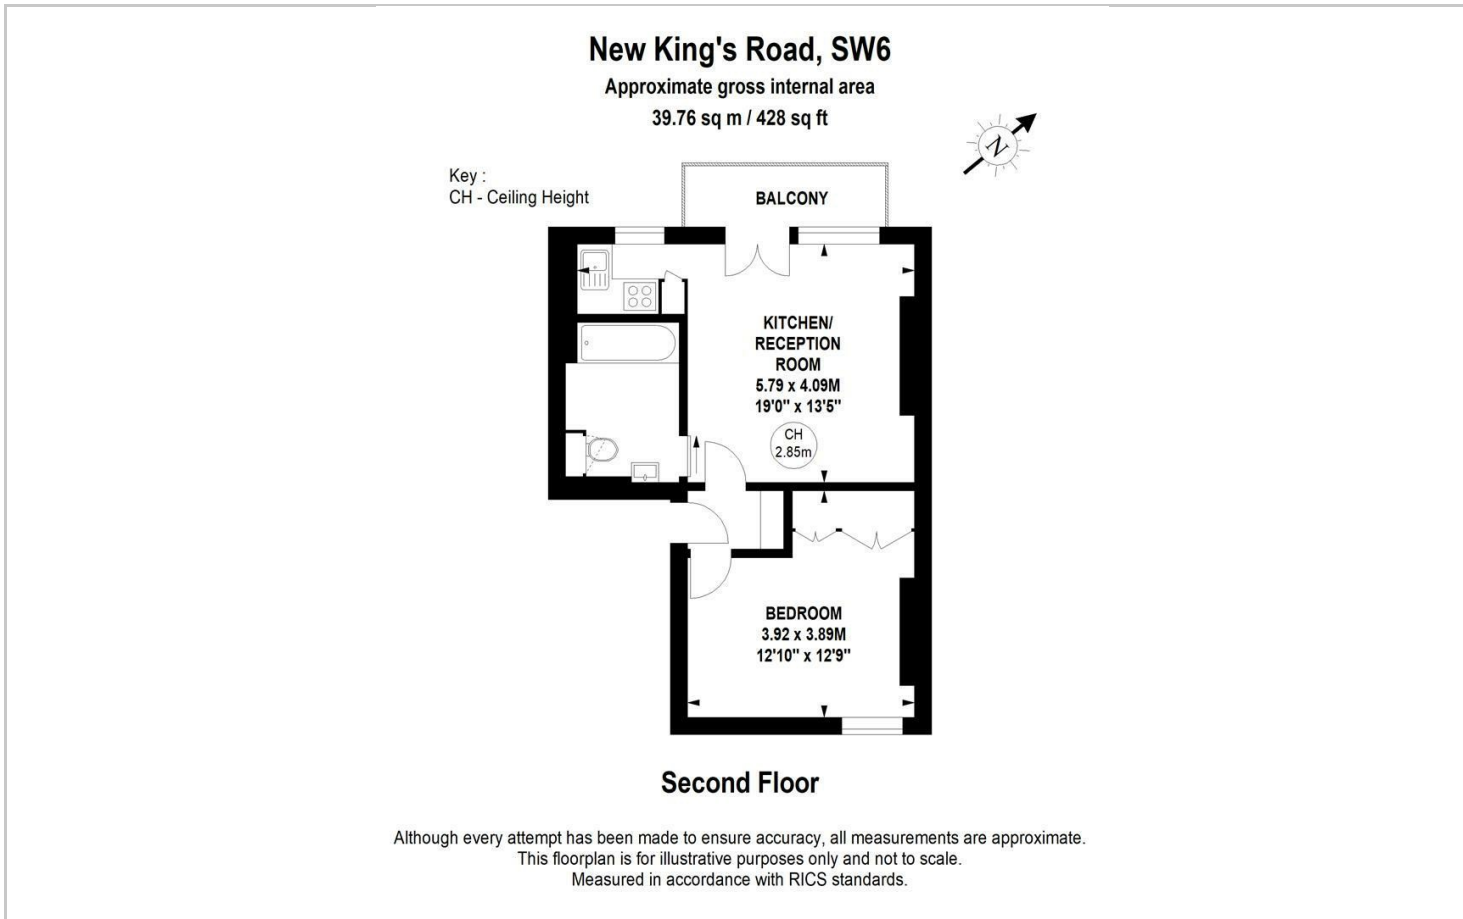 New King's Road, SW6
Approximate gross internal area
39.76 sq m / 428 sq ft
N
Key :
CH - Ceiling Height
BALCONY
KITCHEN/
RECEPTION
ROOM
5.79 x 4.09M
19'0" x 13'5"
CH
2.85m
BEDROOM
3.92 x 3.89M
12'10" x 12'9"
Second Floor
Although every attempt has been made to ensure accuracy, all measurements are approximate.
This floorplan is for illustrative purposes only and not to scale.
Measured in accordance with RICS standards.